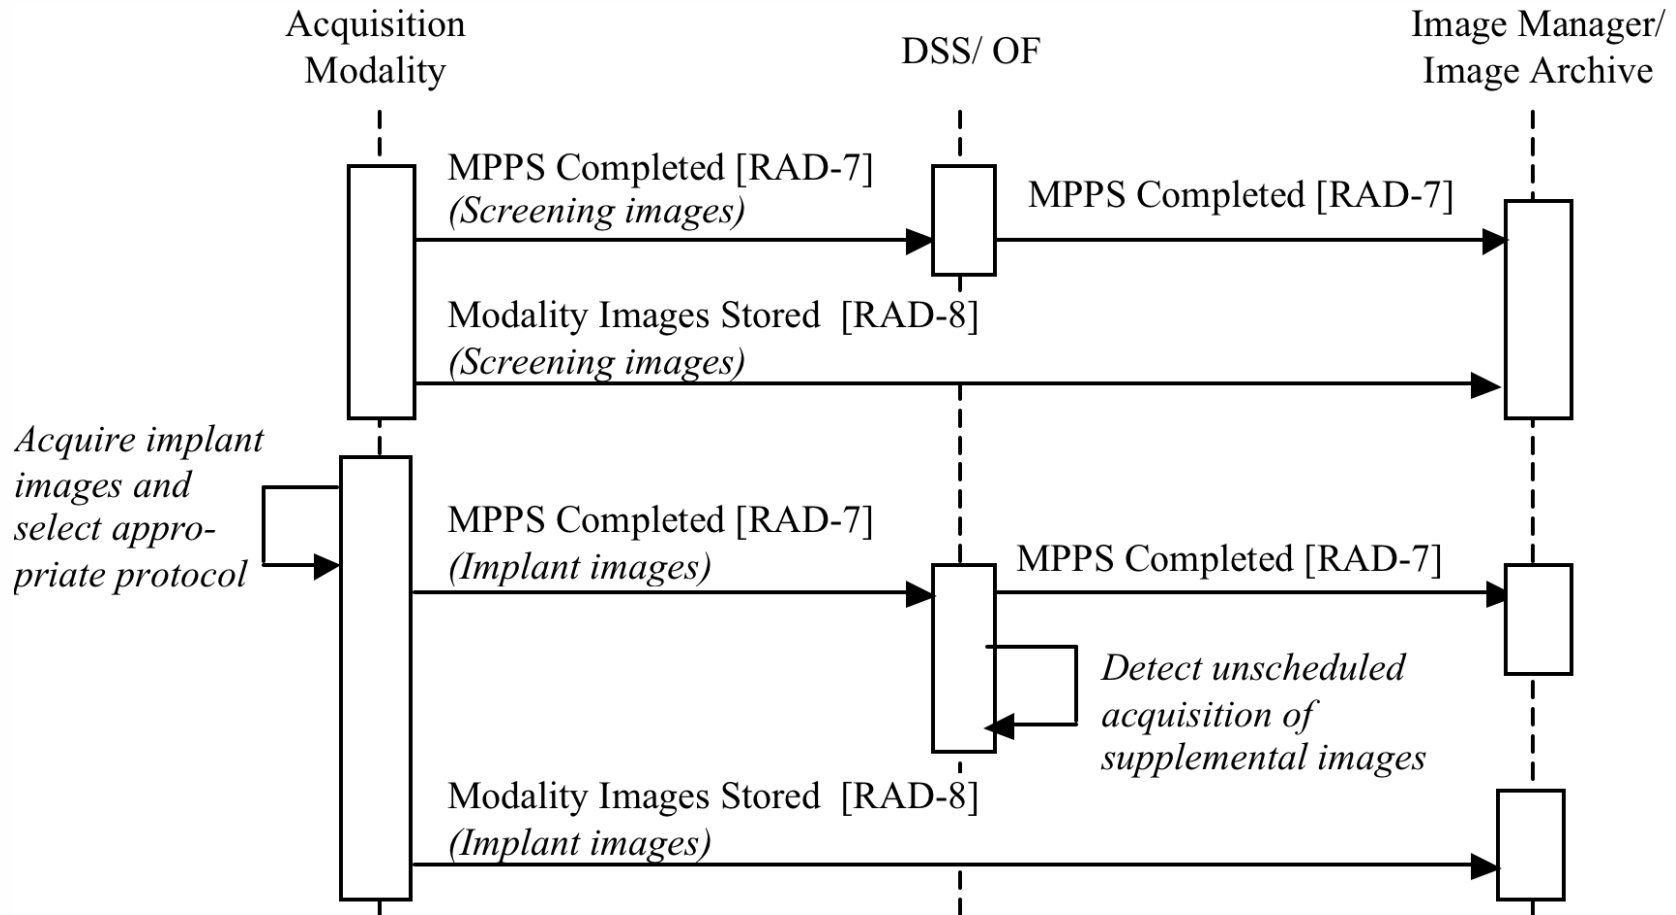 Acquisition
Modality
DSS/ OF
Image Manager/
Image Archive
MPPS Completed [RAD-7]
(Screening images)
MPPS Completed [RAD-7]
Modality Images Stored  [RAD-8]
(Screening images)
Acquire implant
images and
select appro-
priate protocol
MPPS Completed [RAD-7]
(Implant images)
MPPS Completed [RAD-7]
Detect unscheduled
acquisition of
supplemental images
Modality Images Stored  [RAD-8]
(Implant images)